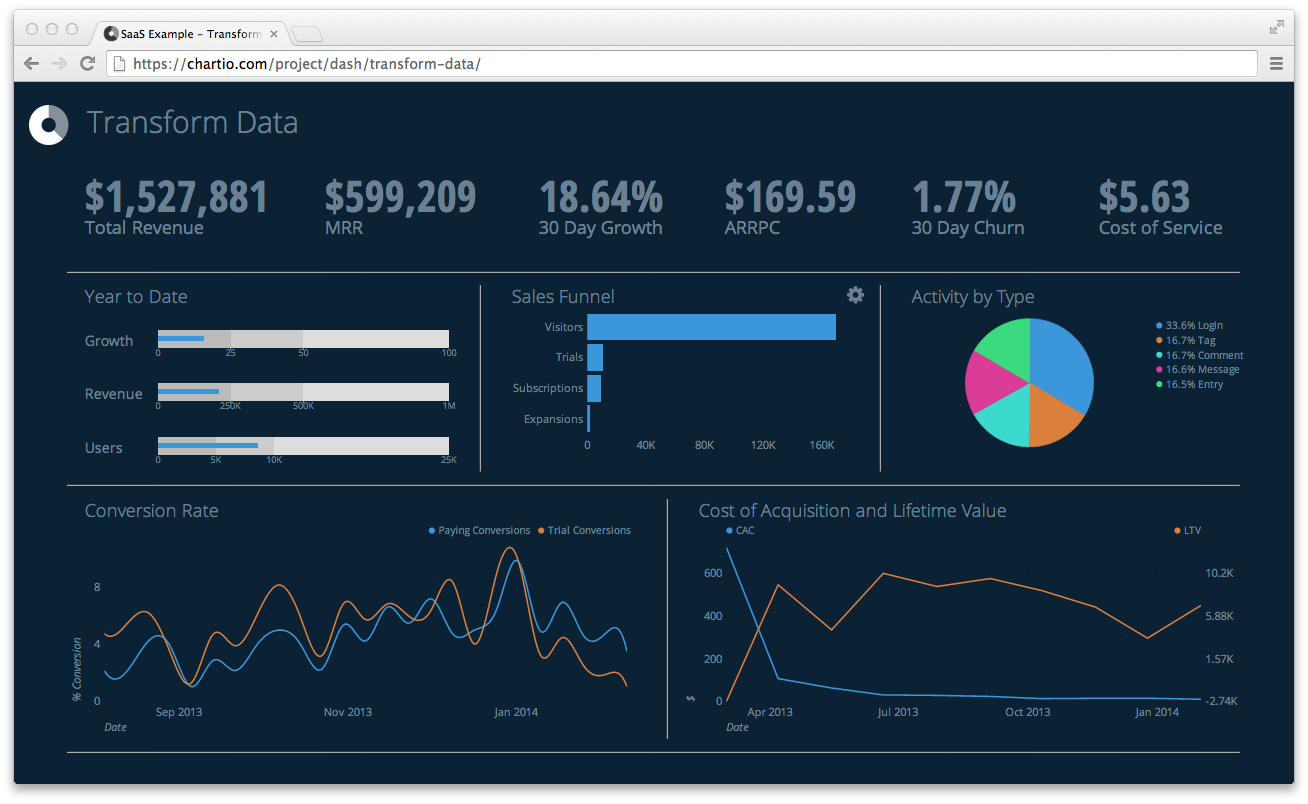 SaaS Example – Transform
https://chartio.com/project/dash/transform-data/
Transform Data
$1,527,881 $599,209 18.64% $169.59 1.77% $5.63
Total Revenue MRR 30 Day Growth ARRPC 30 Day Churn Cost of Service
Year to Date
Growth
0 25 50 100
Revenue
0 250K 500K 1M
Users
0 5K 10K 25K
Sales Funnel
Visitors
Trials
Subscriptions
Expansions
0 40K 80K 120K 160K
Activity by Type
33.6% Login
16.7% Tag
16.7% Comment
16.6% Message
16.5% Entry
Conversion Rate
Paying Conversions Trial Conversions
8
4
0
% Conversion
Sep 2013 Nov 2013 Jan 2014
Date
Cost of Acquisition and Lifetime Value
CAC LTV
600 10.2K
400 5.88K
200 1.57K
0 -2.74K
$
Apr 2013 Jul 2013 Oct 2013 Jan 2014
Date